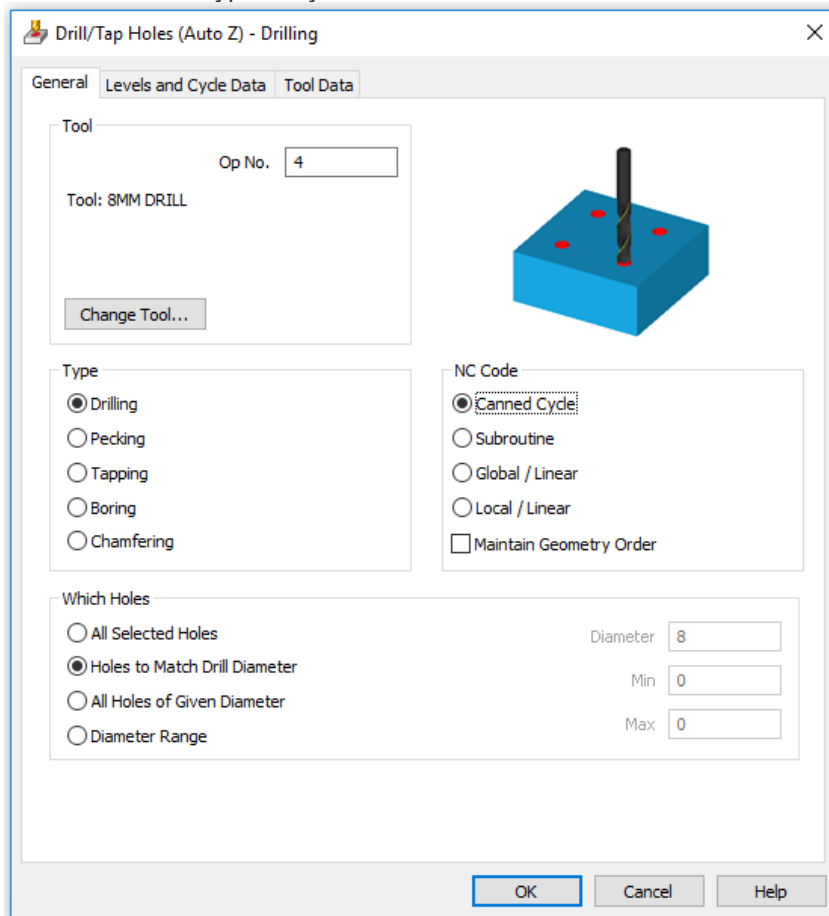 Drill/Tap Holes (Auto Z) - Drilling
General Levels and Cycle Data Tool Data
Tool
Op No. 4
Tool: 8MM DRILL
Change Tool...
Type
Drilling
Pecking
Tapping
Boring
Chamfering
NC Code
Canned Cycle
Subroutine
Global / Linear
Local / Linear
Maintain Geometry Order
Which Holes
All Selected Holes
Holes to Match Drill Diameter
All Holes of Given Diameter
Diameter Range
Diameter 8
Min 0
Max 0
OK Cancel Help